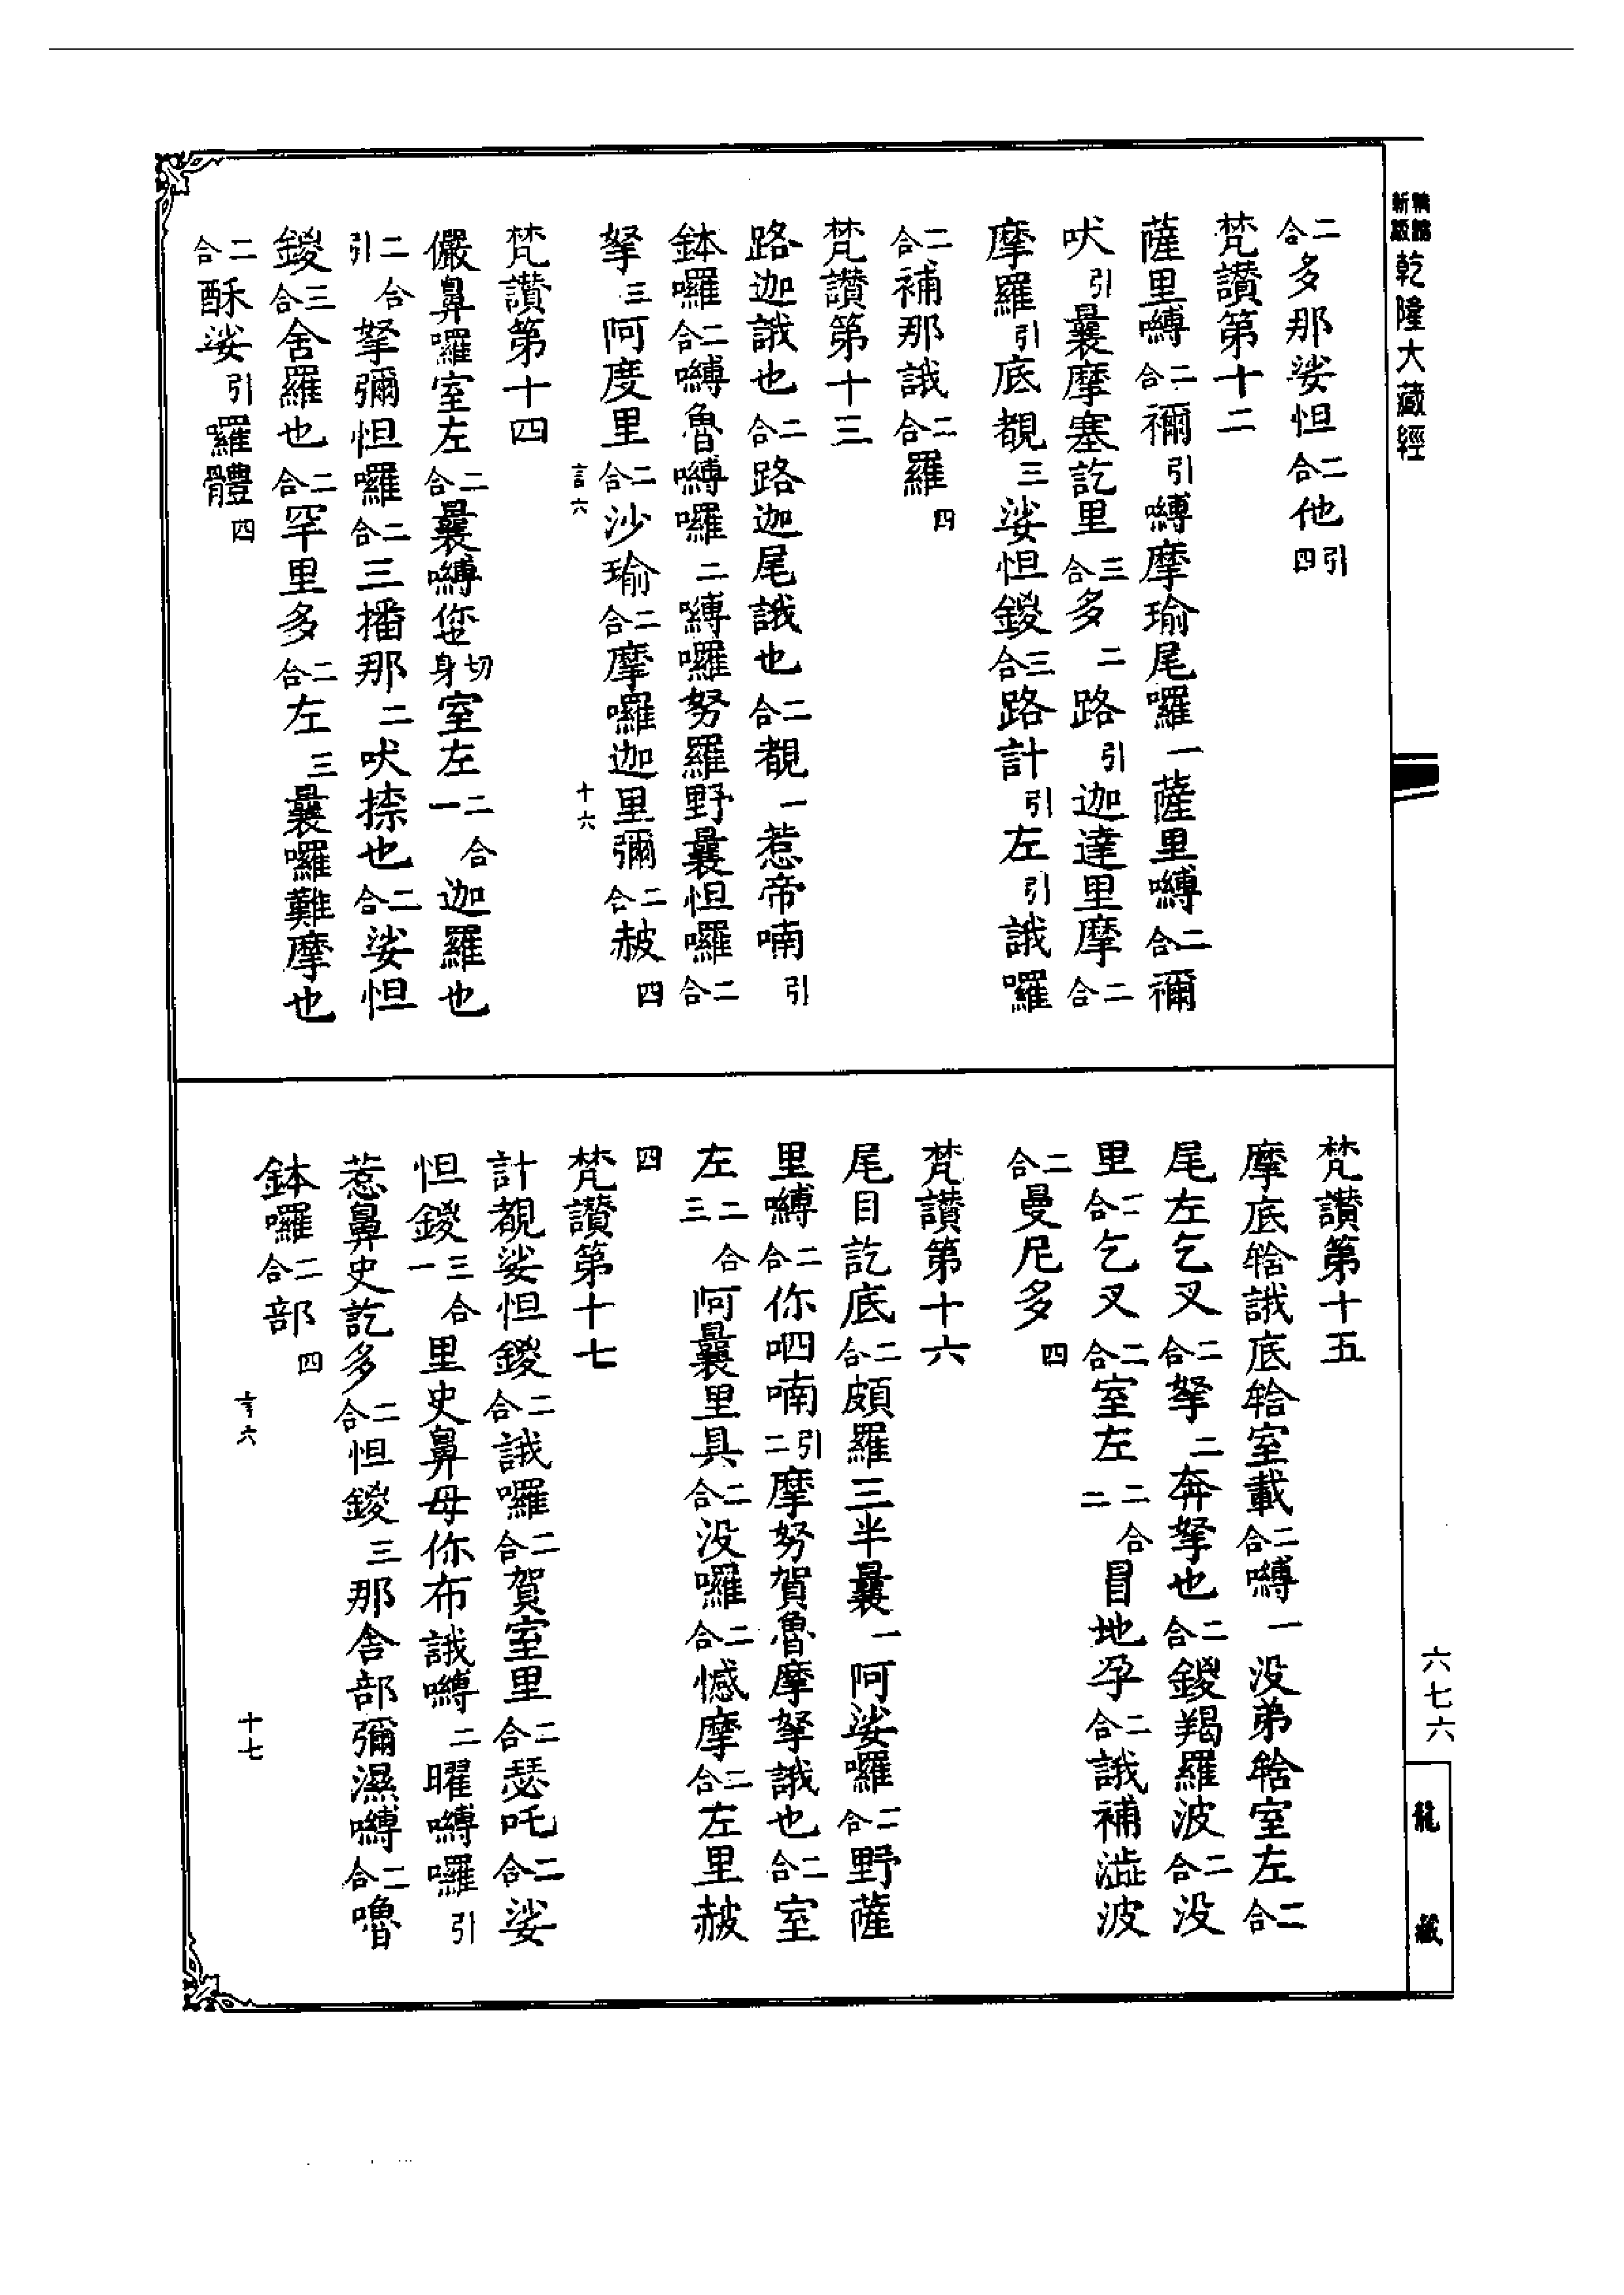 新版
乾隆大藏經
二合多那娑怛二合他引四
梵讚第十二
薩里嚩二合禰引嚩摩瑜尾囉一薩里嚩二合禰
吠引曩摩塞訖里三合多二路引迦達里摩二合
摩羅引底覩三娑怛鑁三合路計引左引誐囉
二合補那誐二合羅四
梵讚第十三
路迦誐也二合路迦尾誐也二合覩一惹帝喃引
鉢囉二合嚩魯嚩囉二嚩囉努羅野曩怛囉二合
拏三阿度里二合沙瑜二合摩囉迦里彌二合赦四
言六
十六
梵讚第十四
儼鼻囉室左二合曩嚩您切身室左二合一迦羅也
二合引拏彌怛囉二合三播那二吠捺也二合娑怛
鑁三合舍羅也二合罕里多二合左三曩囉難摩也
二合酥娑引囉體四
梵讚第十五
摩底䭥誐底䭥室載二合嚩一没弟䭥室左二合
尾左乞叉二合拏二奔拏也二合鑁羯羅波二合没
里二合乞叉二合室左二合二冒地孕二合誐補澁波
二合曼尼多四
梵讚第十六
尾目訖底二合頗羅三半曩一阿娑囉二合野薩
里嚩二合你呬喃引二摩努賀魯摩拏誐也二合室
左二合三阿曩里具二合没囉二合憾摩二合左里赦
四
梵讚第十七
計覩娑怛鑁二合誐囉二合賀室里二合瑟吒二合娑
怛鑁三合一里史鼻母你布誐嚩二曜嚩囉引
惹鼻史訖多二合怛鑁三那舍部彌濕嚩二合嚕
鉢囉二合部四
言六
十七
六七六
龍藏